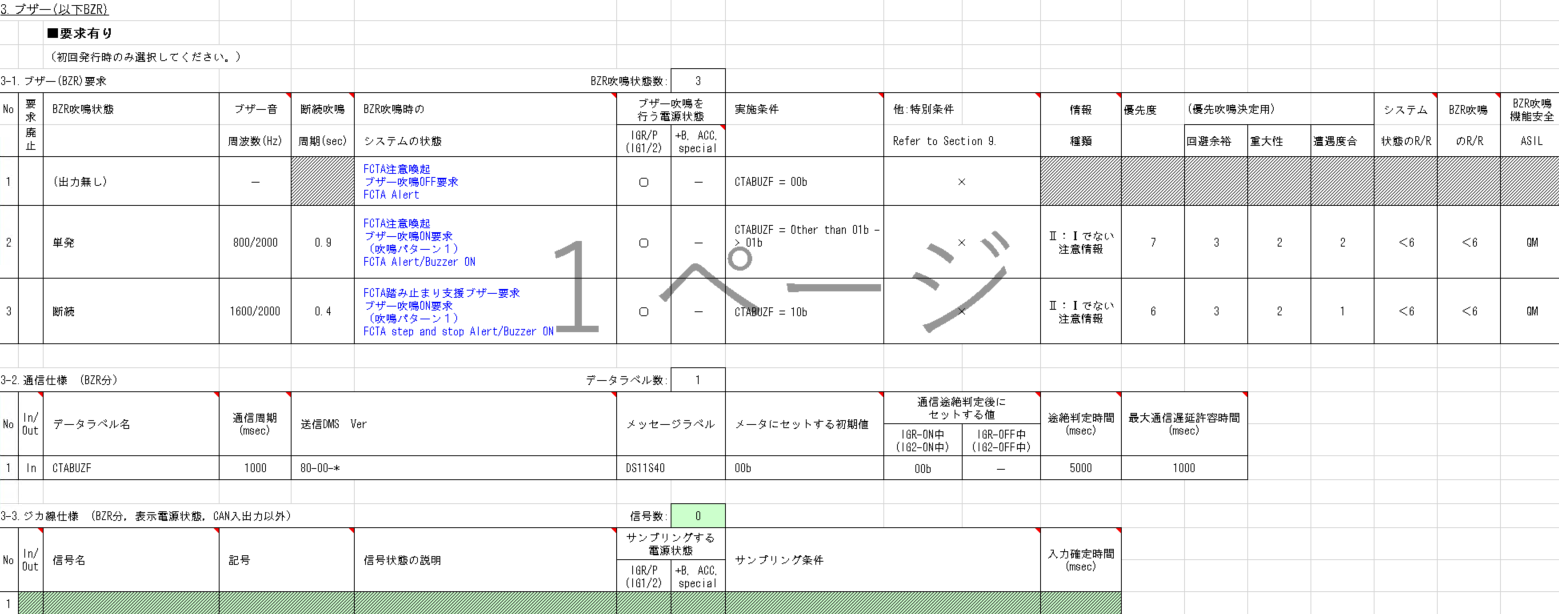 3. ブザー(以下BZR)
■要求有り
(初回発行時のみ選択してください。)
3-1. ブザー(BZR)要求 BZR吹鳴状態数: 3
No 要求廃止 BZR吹鳴状態 ブザー音 断続吹鳴 BZR吹鳴時の ブザー吹鳴を行う電源状態 実施条件 他:特別条件 情報 優先度 (優先吹鳴決定用) システム BZR吹鳴 BZR吹鳴機能安全
周波数(Hz) 周期(sec) システムの状態 IGR/P (IG1/2) +B, ACC, special Refer to Section 9. 種類 回避余裕 重大性 遭遇度合 状態のR/R のR/R ASIL
1 (出力無し) － FCTA注意喚起
ブザー吹鳴OFF要求
FCTA Alert ○ － CTABUZF = 00b ×
2 単発 800/2000 0.9 FCTA注意喚起
ブザー吹鳴ON要求
(吹鳴パターン1)
FCTA Alert/Buzzer ON ○ － CTABUZF = Other than 01b -
> 01b × Ⅱ:Ⅰでない
注意情報 7 3 2 2 <6 <6 QM
3 断続 1600/2000 0.4 FCTA踏み止まり支援ブザー要求
ブザー吹鳴ON要求
(吹鳴パターン1)
FCTA step and stop Alert/Buzzer ON ○ － CTABUZF = 10b × Ⅱ:Ⅰでない
注意情報 6 3 2 1 <6 <6 QM
1 ページ
3-2. 通信仕様 (BZR分) データラベル数: 1
No In/Out データラベル名 通信周期 (msec) 送信DMS Ver メッセージラベル メータにセットする初期値 通信途絶判定後にセットする値 途絶判定時間 (msec) 最大通信遅延許容時間 (msec)
IGR-ON中 (IG2-ON中) IGR-OFF中 (IG2-OFF中)
1 In CTABUZF 1000 80-00-* DS11S40 00b 00b － 5000 1000
3-3. ジカ線仕様 (BZR分, 表示電源状態, CAN入出力以外) 信号数: 0
No In/Out 信号名 記号 信号状態の説明 サンプリングする電源状態 サンプリング条件 入力確定時間 (msec)
IGR/P (IG1/2) +B, ACC, special
1